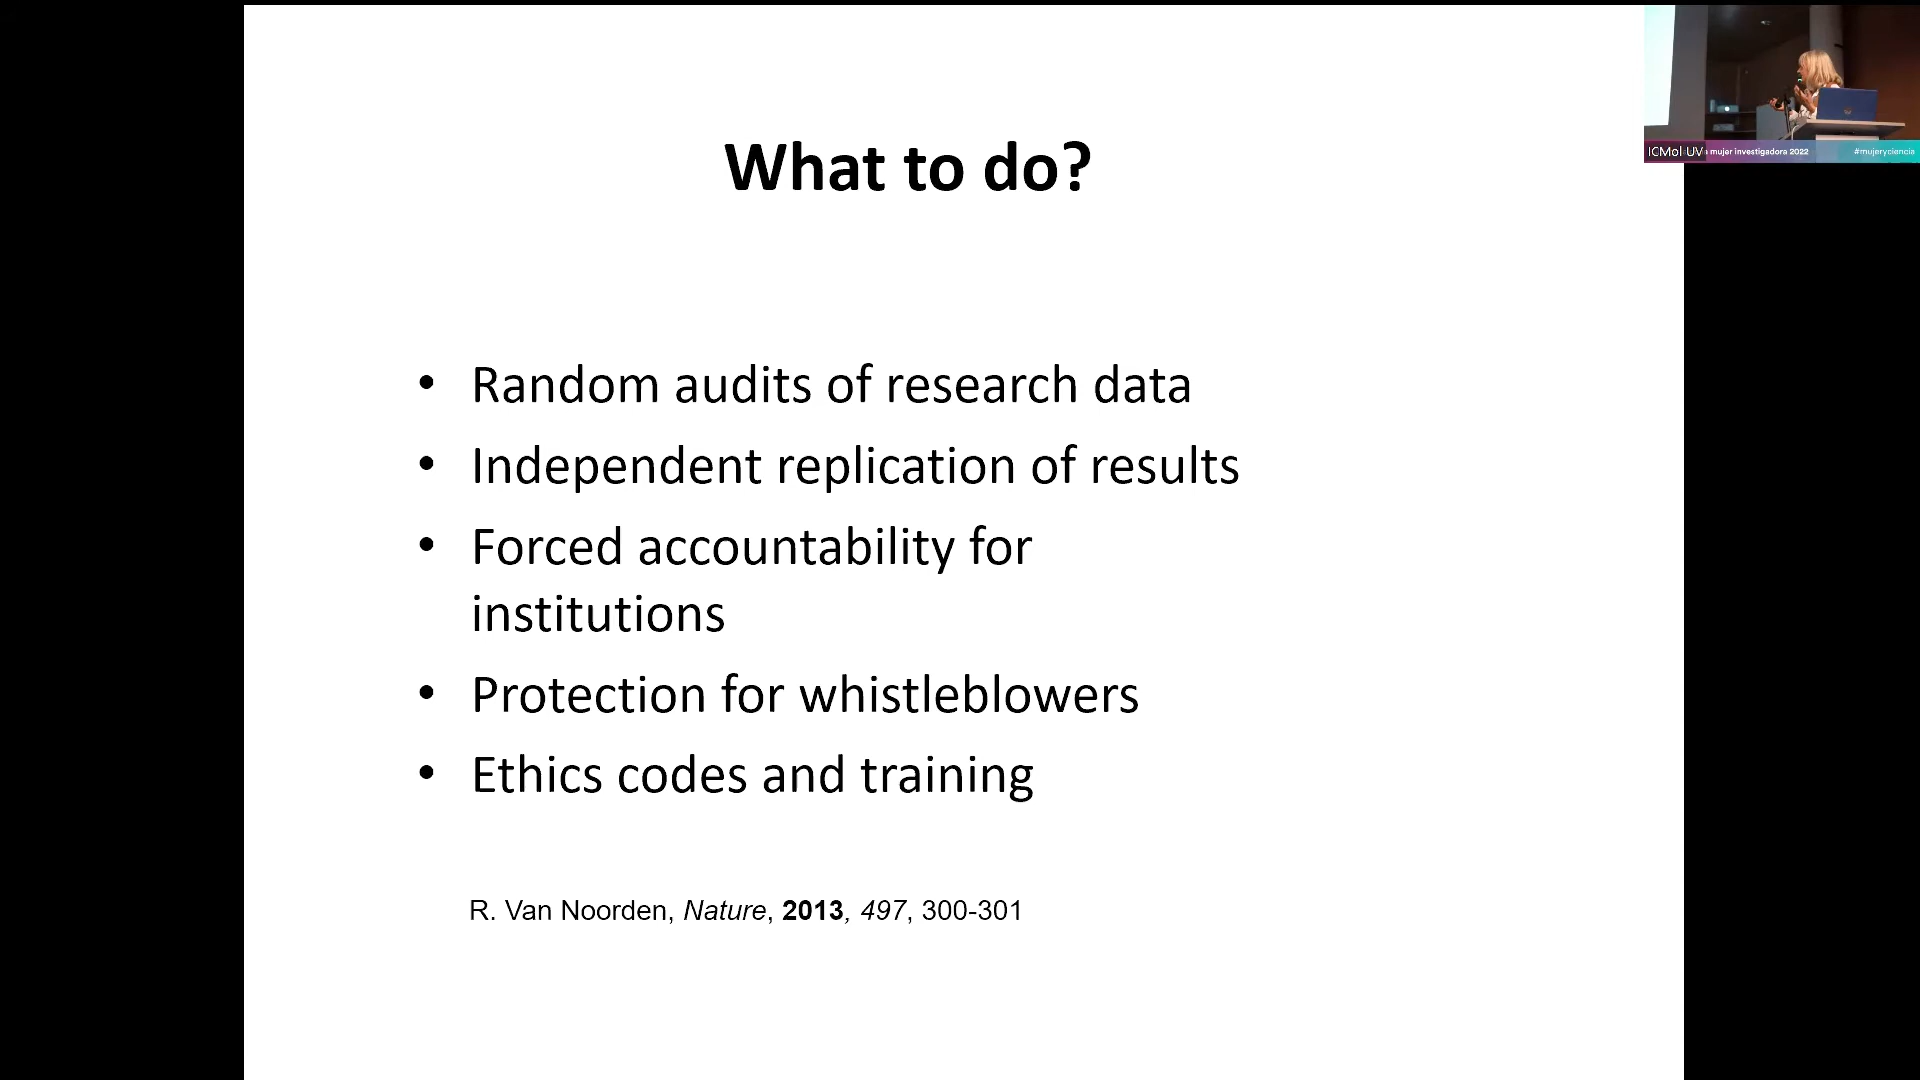 What to do?
• Random audits of research data
• Independent replication of results
• Forced accountability for
institutions
• Protection for whistleblowers
• Ethics codes and training
R. Van Noorden, Nature, 2013, 497, 300-301
ICMol UV
mujer investigadora 2022
#mujeryciencia